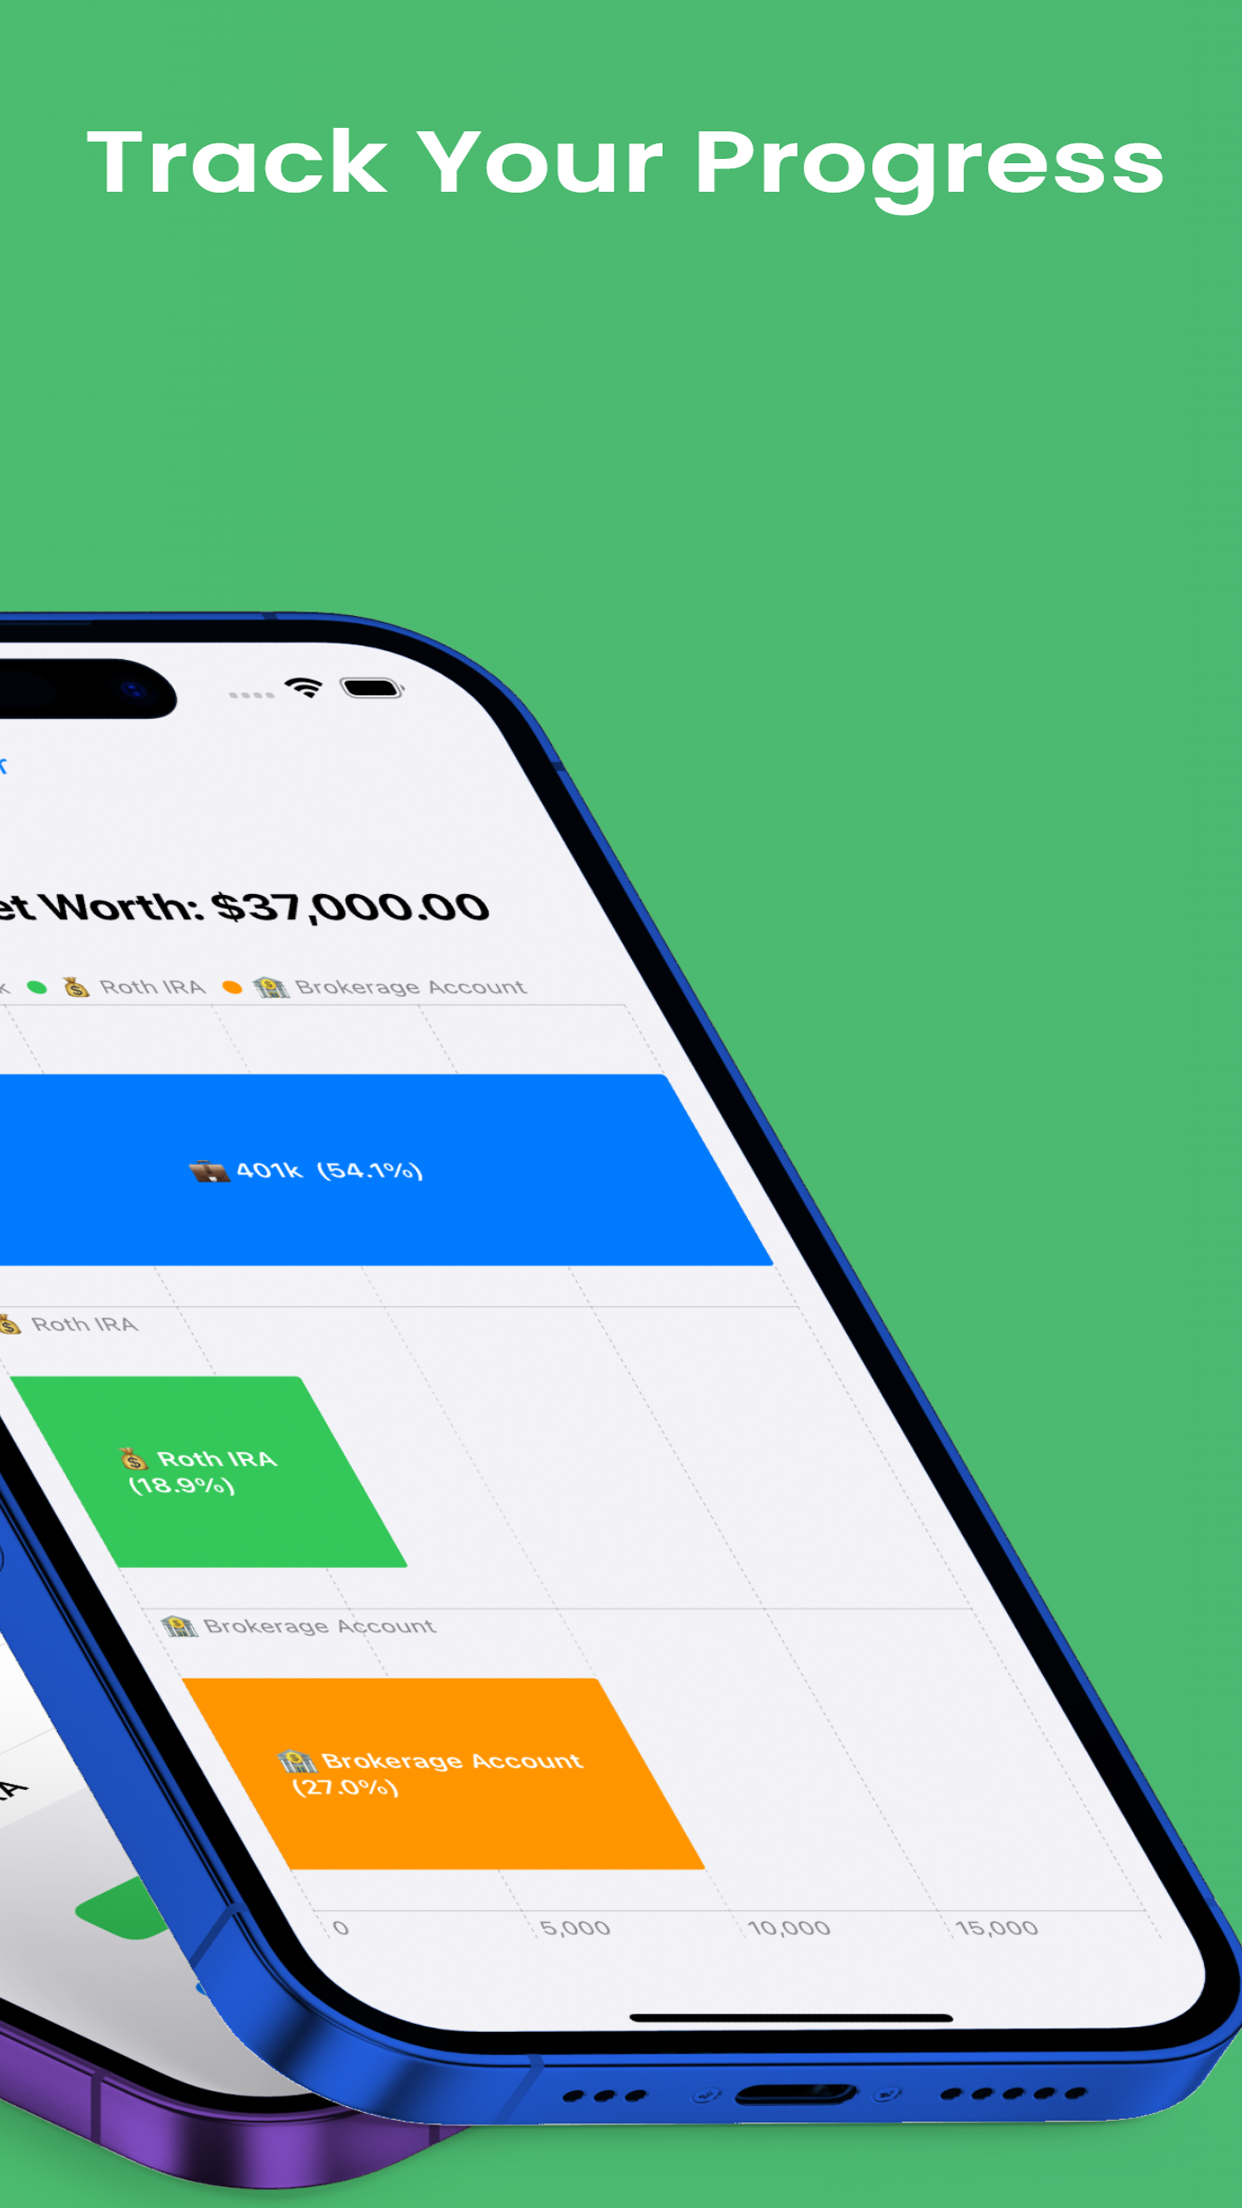 Track Your Progress
et Worth: $37,000.00
k 💰 Roth IRA 🏦 Brokerage Account
💼 401k (54.1%)
💰 Roth IRA
💰 Roth IRA
(18.9%)
🏦 Brokerage Account
🏦 Brokerage Account
(27.0%)
0 5,000 10,000 15,000